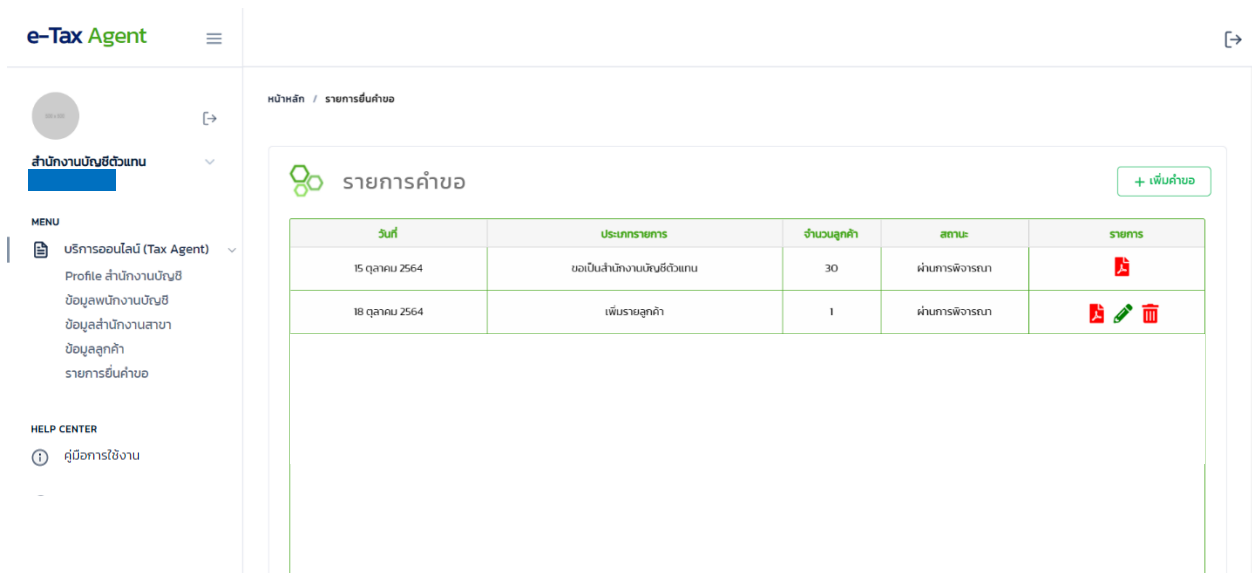 e-Tax Agent
สำนักงานบัญชีตัวแทน
MENU
บริการออนไลน์ (Tax Agent)
Profile สำนักงานบัญชี
ข้อมูลพนักงานบัญชี
ข้อมูลสำนักงานสาขา
ข้อมูลลูกค้า
รายการยื่นคำขอ
HELP CENTER
คู่มือการใช้งาน
หน้าหลัก / รายการยื่นคำขอ
รายการคำขอ
+ เพิ่มคำขอ
วันที่ ประเภทรายการ จำนวนลูกค้า สถานะ รายการ
15 ตุลาคม 2564 ขอเป็นสำนักงานบัญชีตัวแทน 30 ผ่านการพิจารณา
18 ตุลาคม 2564 เพิ่มรายลูกค้า 1 ผ่านการพิจารณา